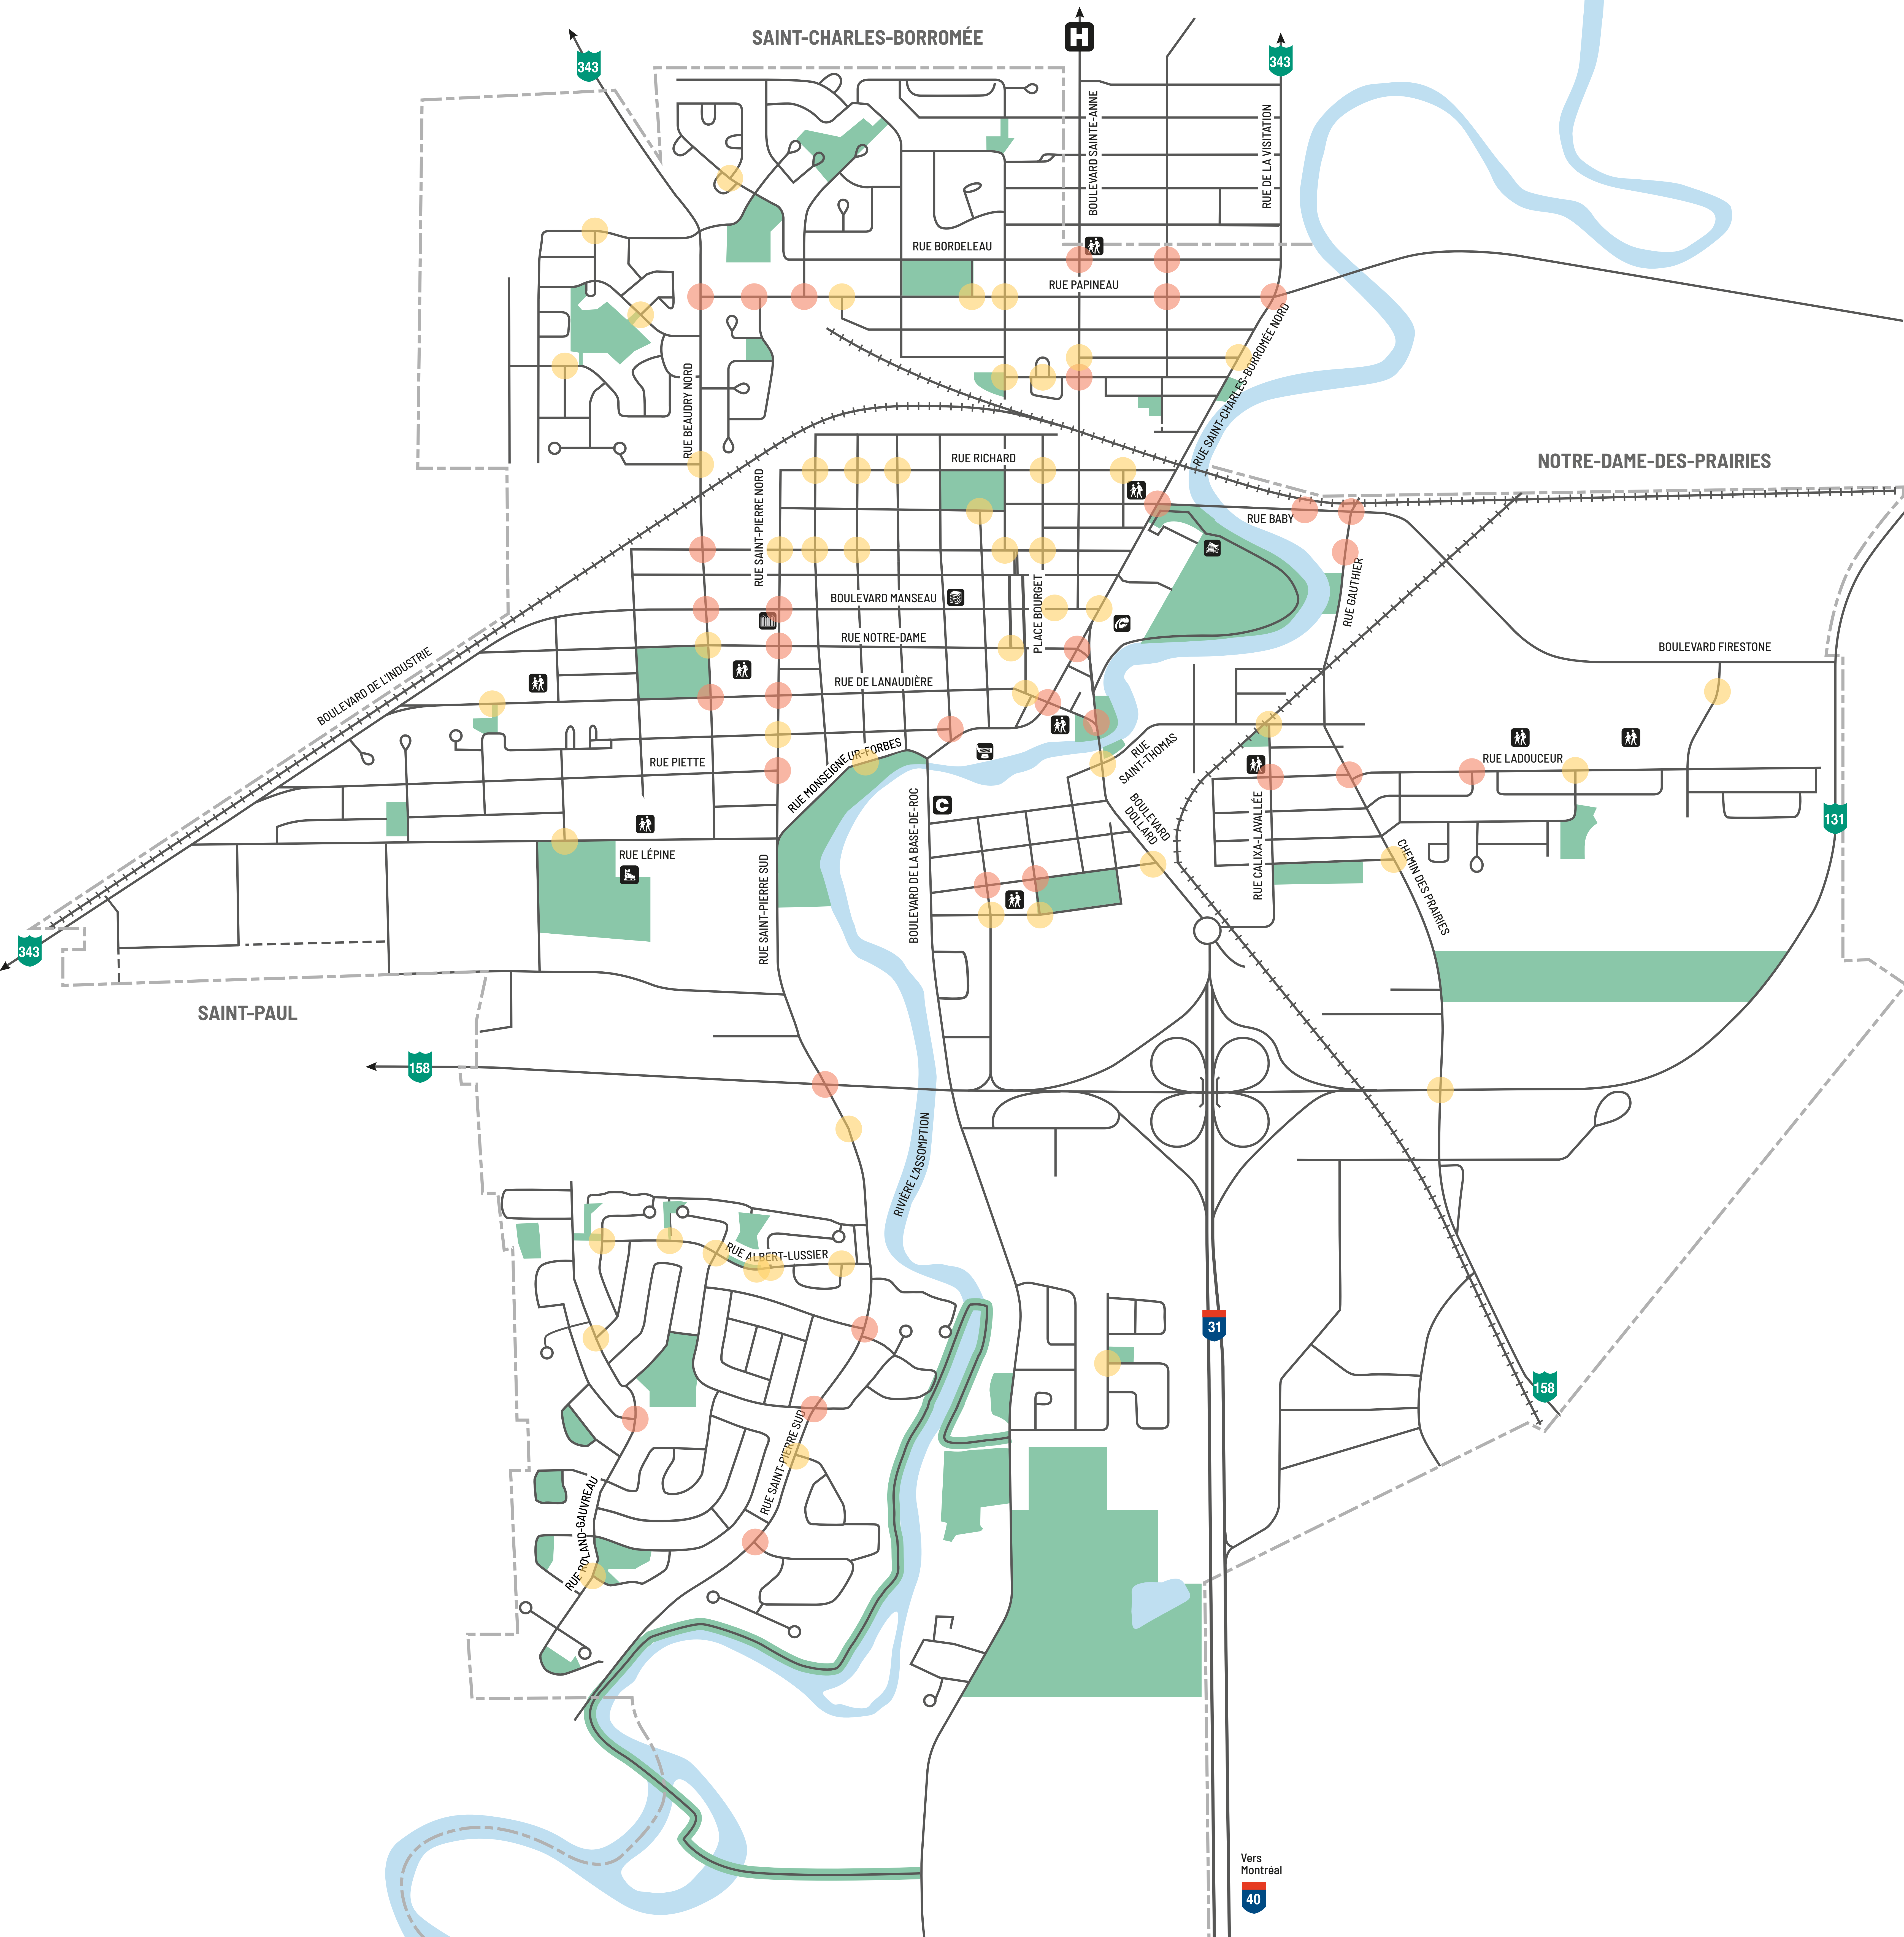 SAINT-CHARLES-BORROMÉE
H
343
343
BOULEVARD SAINTE-ANNE
RUE DE LA VISITATION
RUE BORDELEAU
RUE PAPINEAU
RUE SAINT-CHARLES-BORROMÉE NORD
RUE BEAUDRY NORD
RUE RICHARD
NOTRE-DAME-DES-PRAIRIES
RUE SAINT-PIERRE NORD
RUE BABY
RUE GAUTHIER
BOULEVARD MANSEAU
PLACE BOURGET
RUE NOTRE-DAME
BOULEVARD FIRESTONE
BOULEVARD DE L'INDUSTRIE
RUE DE LANAUDIÈRE
RUE PIETTE
RUE MONSEIGNEUR-FORBES
RUE
SAINT-THOMAS
RUE LADOUCEUR
BOULEVARD
DOLLARD
C
131
RUE LÉPINE
RUE SAINT-PIERRE SUD
BOULEVARD DE LA BASE-DE-ROC
RUE CALIXA-LAVALLÉE
CHEMIN DES PRAIRIES
343
SAINT-PAUL
158
RIVIÈRE L'ASSOMPTION
RUE ALBERT-LUSSIER
31
158
RUE SAINT-PIERRE SUD
RUE ROLAND-GAUVREAU
Vers
Montréal
40